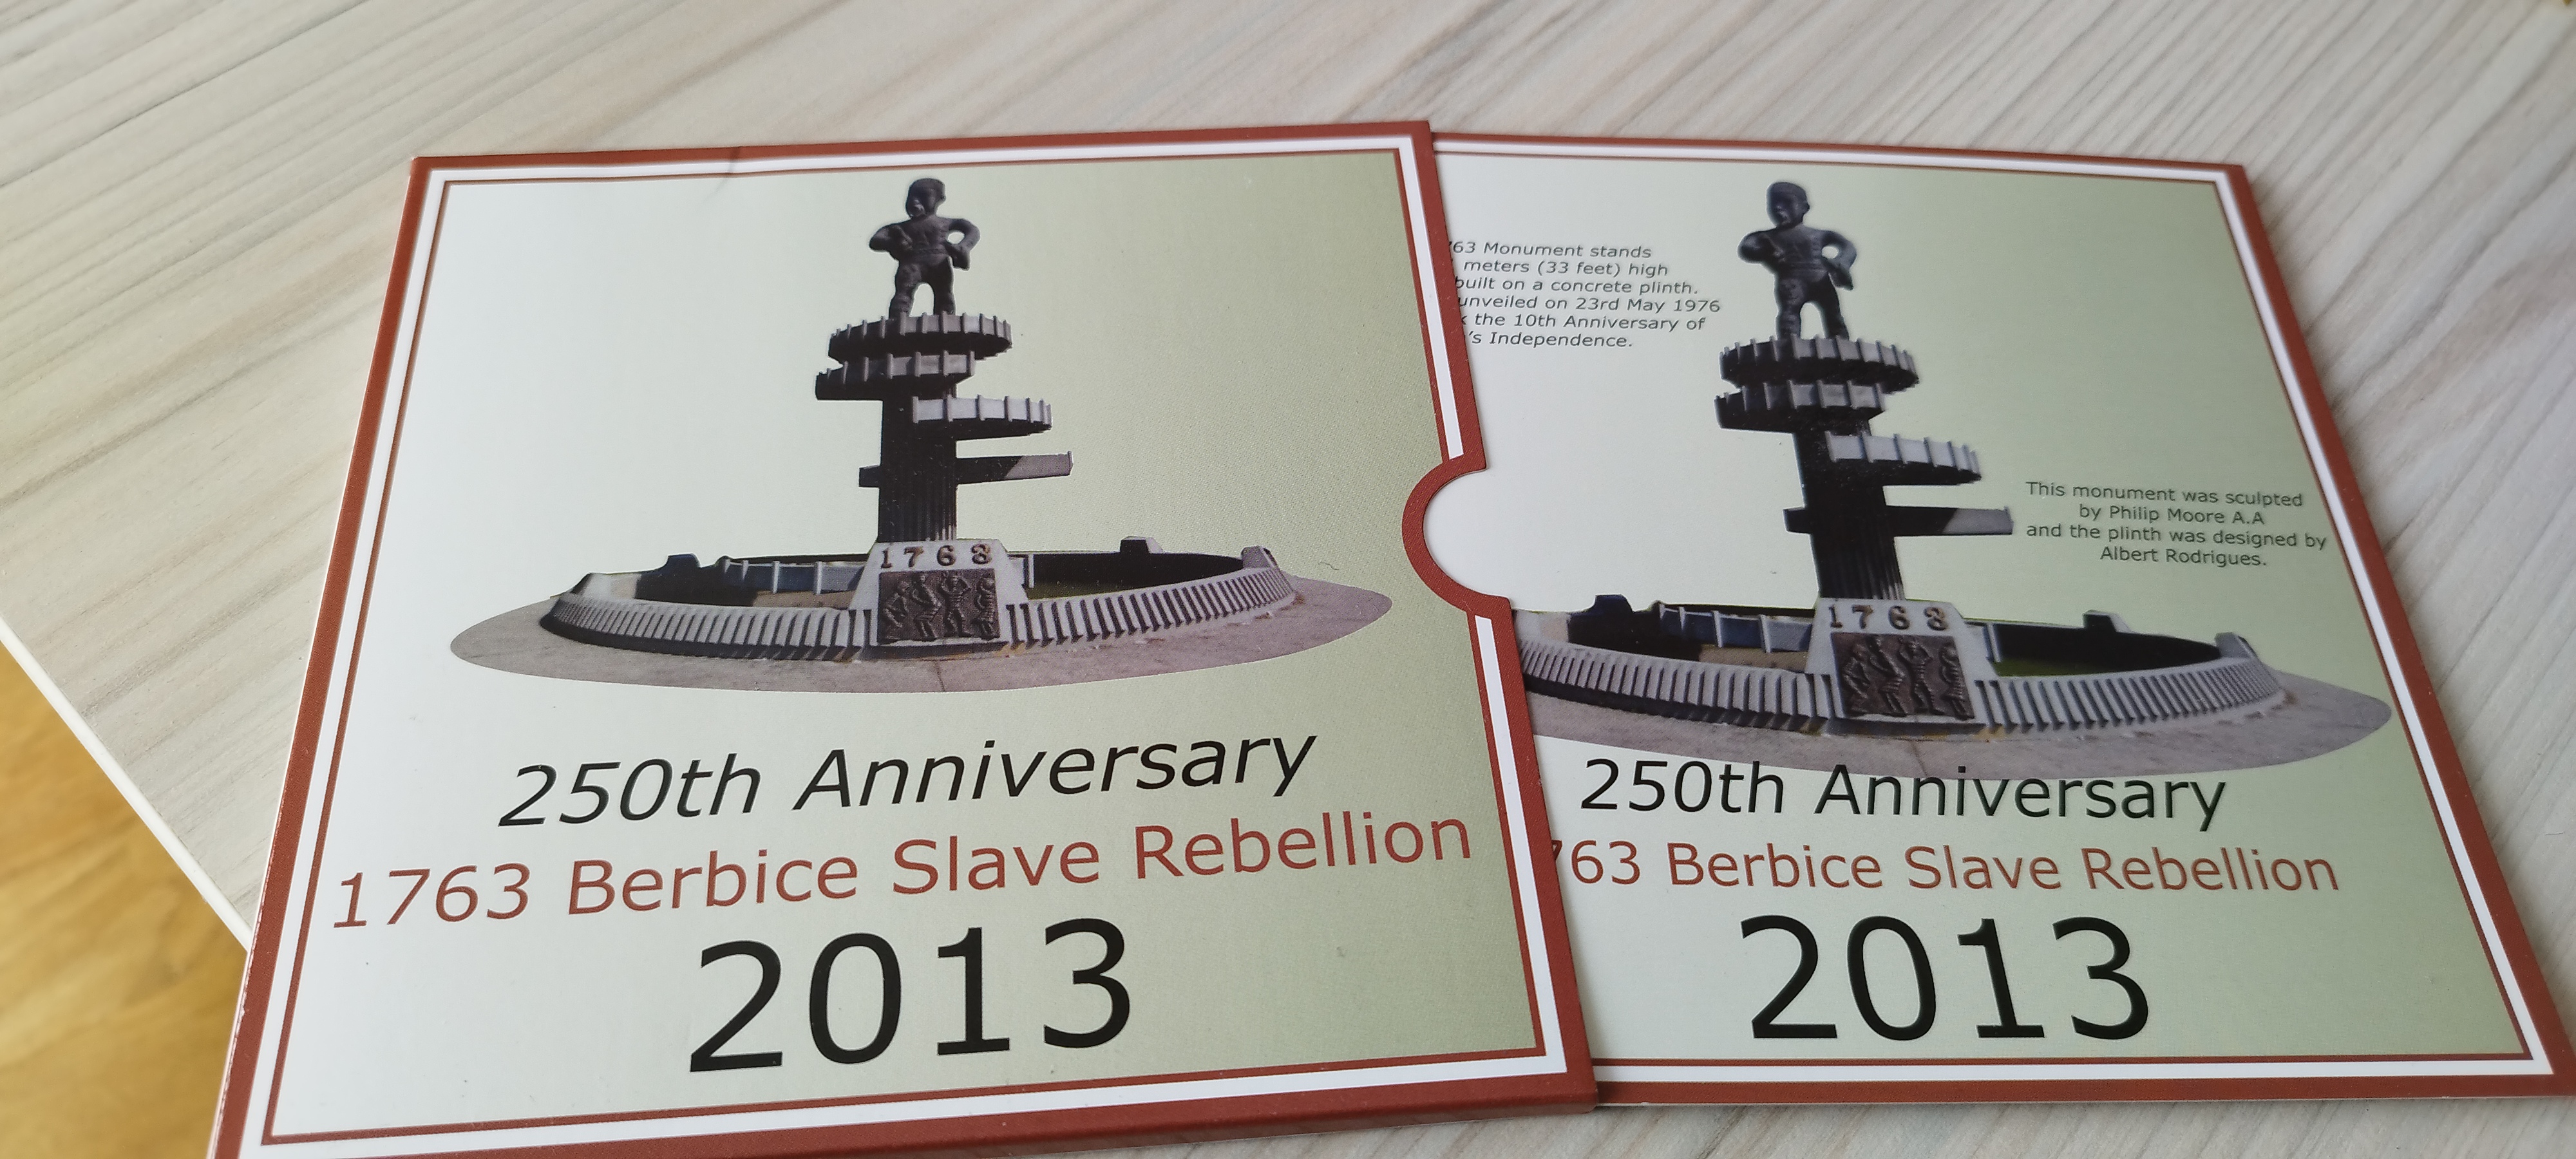 1763
250th Anniversary
1763 Berbice Slave Rebellion
2013
63 Monument stands
meters (33 feet) high
built on a concrete plinth.
unveiled on 23rd May 1976
the 10th Anniversary of
's Independence.
This monument was sculpted
by Philip Moore A.A
and the plinth was designed by
Albert Rodrigues.
1763
250th Anniversary
763 Berbice Slave Rebellion
2013